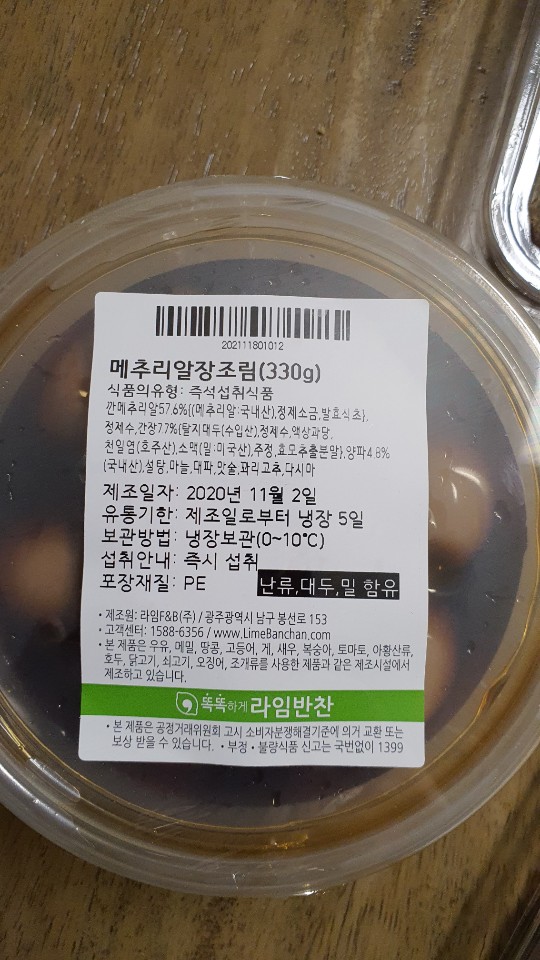 202111801012
메추리알장조림(330g)
식품의유형: 즉석섭취식품
깐메추리알57.6%{(메추리알:국내산),정제소금,발효식초},
정제수,간장7.7%(탈지대두(수입산),정제수,액상과당,
천일염(호주산),소맥(밀:미국산),주정,효모추출분말},양파4.8%
(국내산),설탕,마늘,대파,맛술,꽈리고추,다시마
제조일자: 2020년 11월 2일
유통기한: 제조일로부터 냉장 5일
보관방법: 냉장보관(0~10℃)
섭취안내: 즉시 섭취
포장재질: PE
난류,대두,밀 함유
• 제조원: 라임F&B(주) / 광주광역시 남구 봉선로 153
• 고객센터: 1588-6356 / www.LimeBanchan.com
• 본 제품은 우유, 메밀, 땅콩, 고등어, 게, 새우, 복숭아, 토마토, 아황산류,
호두, 닭고기, 쇠고기, 오징어, 조개류를 사용한 제품과 같은 제조시설에서
제조하고 있습니다.
똑똑하게 라임반찬
• 본 제품은 공정거래위원회 고시 소비자분쟁해결기준에 의거 교환 또는
보상 받을 수 있습니다. • 부정 • 불량식품 신고는 국번없이 1399